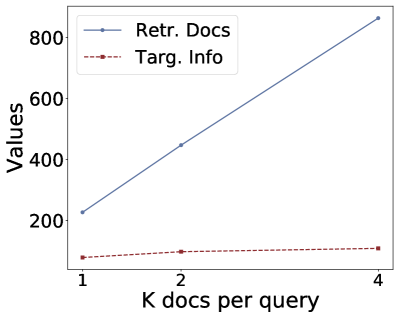 Retr. Docs
Targ. Info
Values
800
600
400
200
1
2
4
K docs per query